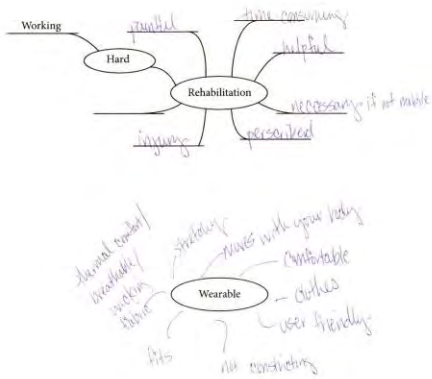 Working
painful
time consuming
Hard
helpful
Rehabilitation
necessary if not mobile
injury
stretchy
moves with your body
thermal comfort/
breathable/
wicking
fabric
comfortable
Wearable
clothes
user friendly
fits
not constricting